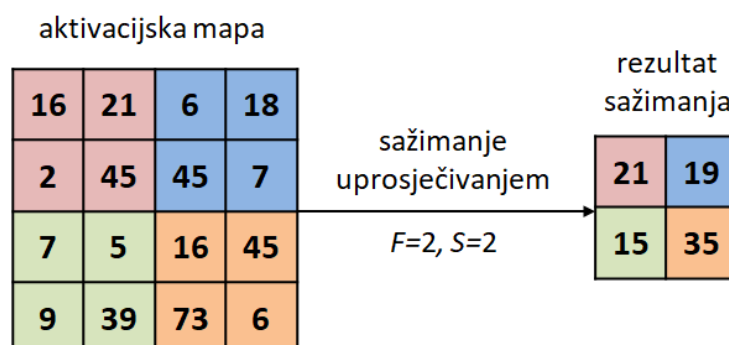 aktivacijska mapa
16 21 6 18
2 45 45 7
7 5 16 45
9 39 73 6
sažimanje
uprosječivanjem
F=2, S=2
rezultat
sažimanja
21 19
15 35